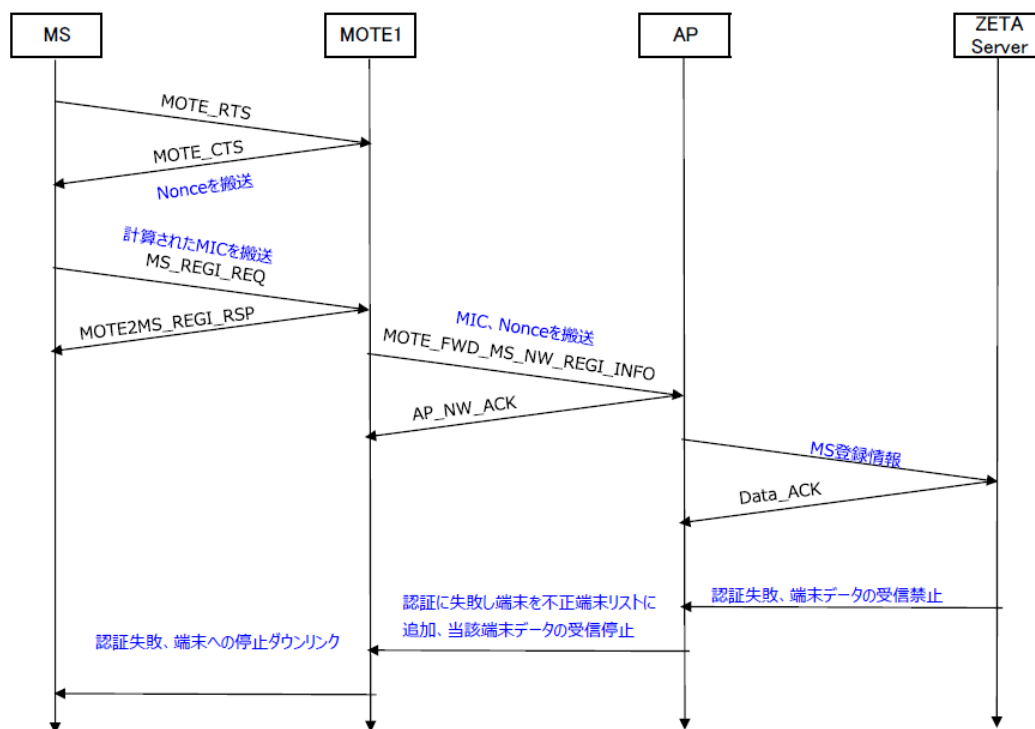 MS
MOTE1
AP
ZETA
Server
MOTE_RTS
MOTE_CTS
Nonceを搬送
計算されたMICを搬送
MS_REGI_REQ
MOTE2MS_REGI_RSP
MIC、Nonceを搬送
MOTE_FWD_MS_NW_REGI_INFO
AP_NW_ACK
MS登録情報
Data_ACK
認証失敗、端末データの受信禁止
認証に失敗し端末を不正端末リストに
追加、当該端末データの受信停止
認証失敗、端末への停止ダウンリンク